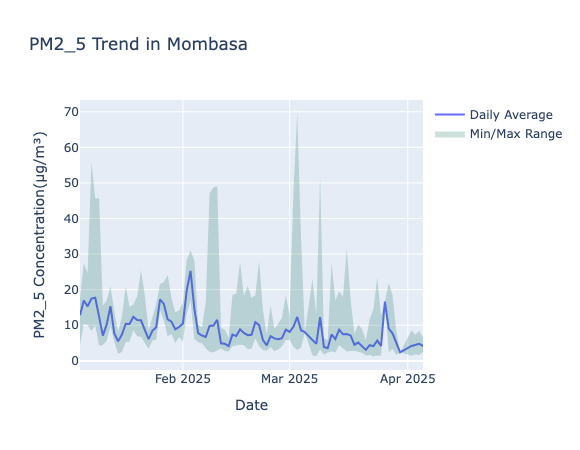 PM2_5 Trend in Mombasa
Daily Average
Min/Max Range
PM2_5 Concentration(µg/m³)
70
60
50
40
30
20
10
0
Feb 2025
Mar 2025
Apr 2025
Date